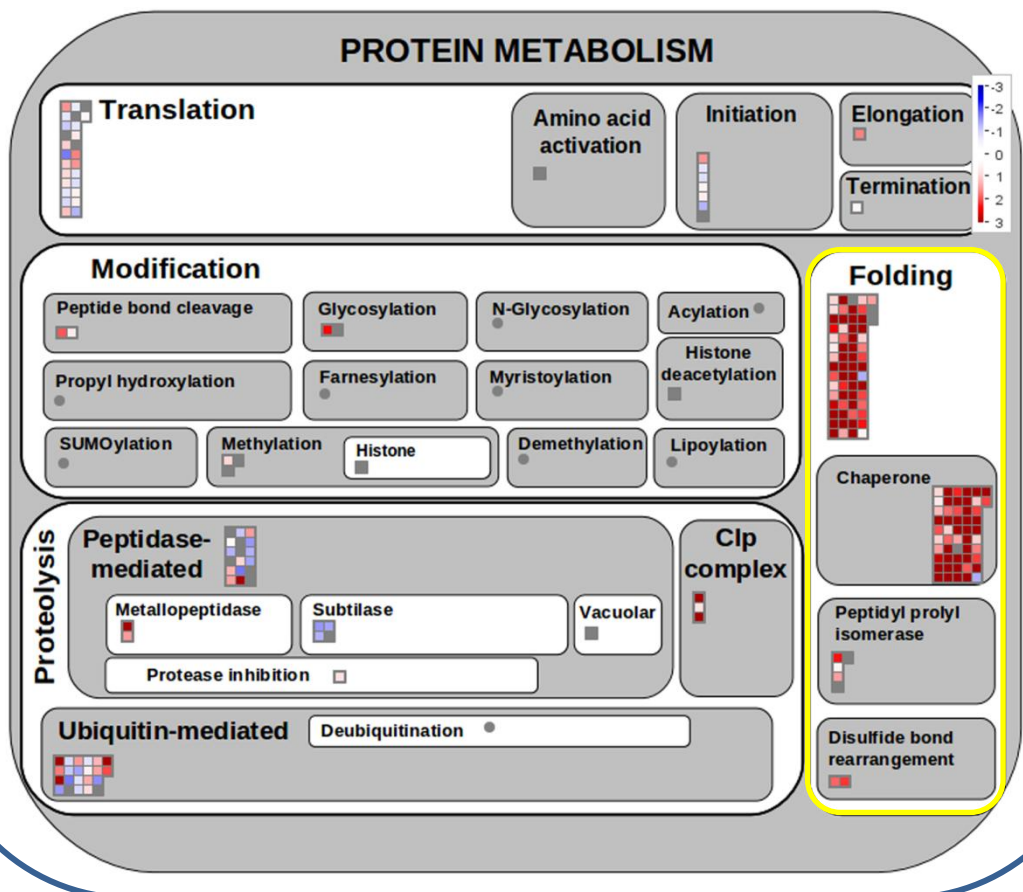 PROTEIN METABOLISM
Translation
Amino acid
activation
Initiation
Elongation
Termination
-3
-2
-1
0
1
2
3
Modification
Peptide bond cleavage
Glycosylation
N-Glycosylation
Acylation
Propyl hydroxylation
Farnesylation
Myristoylation
Histone
deacetylation
SUMOylation
Methylation
Histone
Demethylation
Lipoylation
Folding
Chaperone
Peptidyl prolyl
isomerase
Disulfide bond
rearrangement
Proteolysis
Peptidase-
mediated
Metallopeptidase
Subtilase
Vacuolar
Protease inhibition
Clp
complex
Ubiquitin-mediated
Deubiquitination